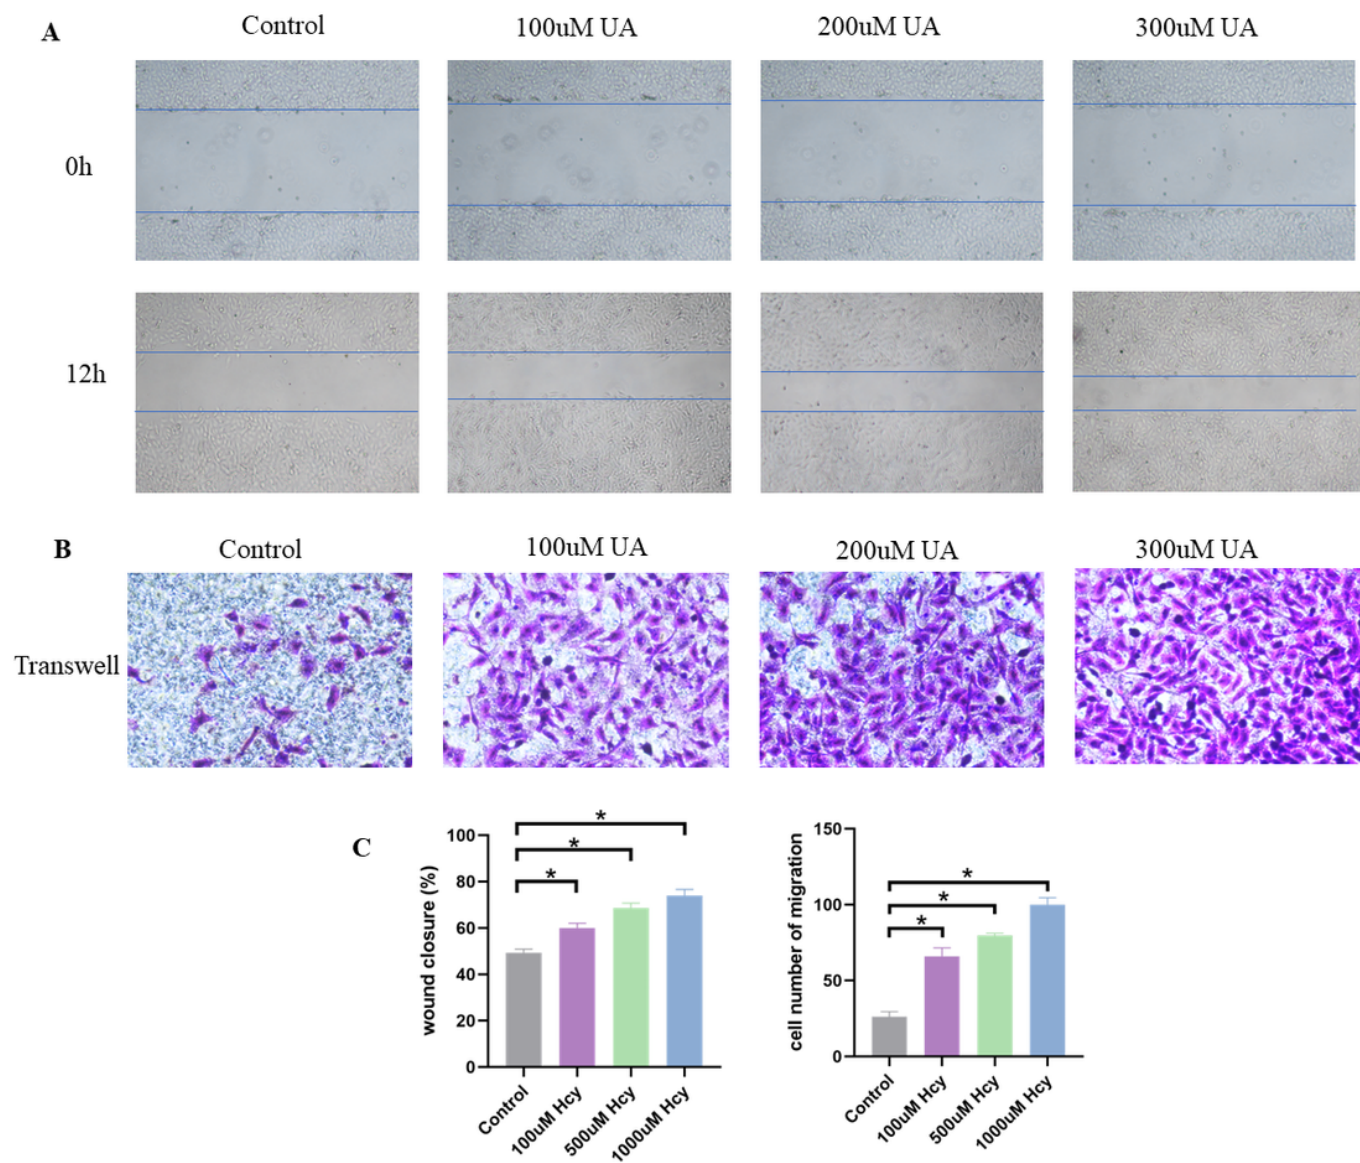 A
Control
100uM UA
200uM UA
300uM UA
0h
12h
B
Control
100uM UA
200uM UA
300uM UA
Transwell
C
wound closure (%)
100
80
60
40
20
0
*
*
*
Control
100uM Hcy
500uM Hcy
1000uM Hcy
cell number of migration
150
100
50
0
*
*
*
Control
100uM Hcy
500uM Hcy
1000uM Hcy